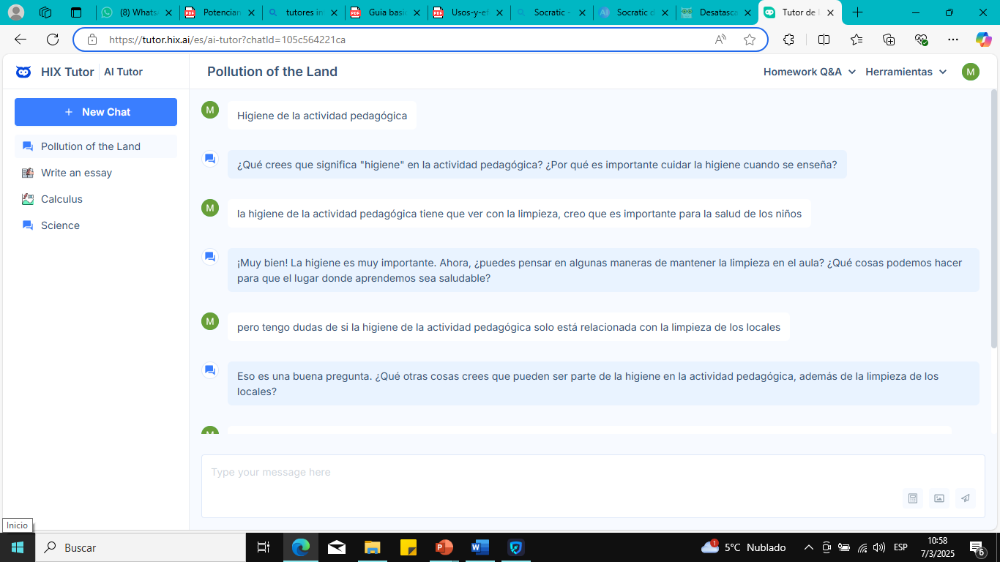 (8) Whats
Potencian
tutores in
Guia basi
Usos-y-ef
Socratic -
Socratic d
Desatasca
Tutor de
https://tutor.hix.ai/es/ai-tutor?chatId=105c564221ca
HIX Tutor AI Tutor
Pollution of the Land
Homework Q&A
Herramientas
M
+ New Chat
Pollution of the Land
Write an essay
Calculus
Science
M
Higiene de la actividad pedagógica
¿Qué crees que significa "higiene" en la actividad pedagógica? ¿Por qué es importante cuidar la higiene cuando se enseña?
M
la higiene de la actividad pedagógica tiene que ver con la limpieza, creo que es importante para la salud de los niños
¡Muy bien! La higiene es muy importante. Ahora, ¿puedes pensar en algunas maneras de mantener la limpieza en el aula? ¿Qué cosas podemos hacer
para que el lugar donde aprendemos sea saludable?
M
pero tengo dudas de si la higiene de la actividad pedagógica solo está relacionada con la limpieza de los locales
Eso es una buena pregunta. ¿Qué otras cosas crees que pueden ser parte de la higiene en la actividad pedagógica, además de la limpieza de los
locales?
Type your message here
Inicio
Buscar
5°C Nublado
ESP
10:58
7/3/2025
6